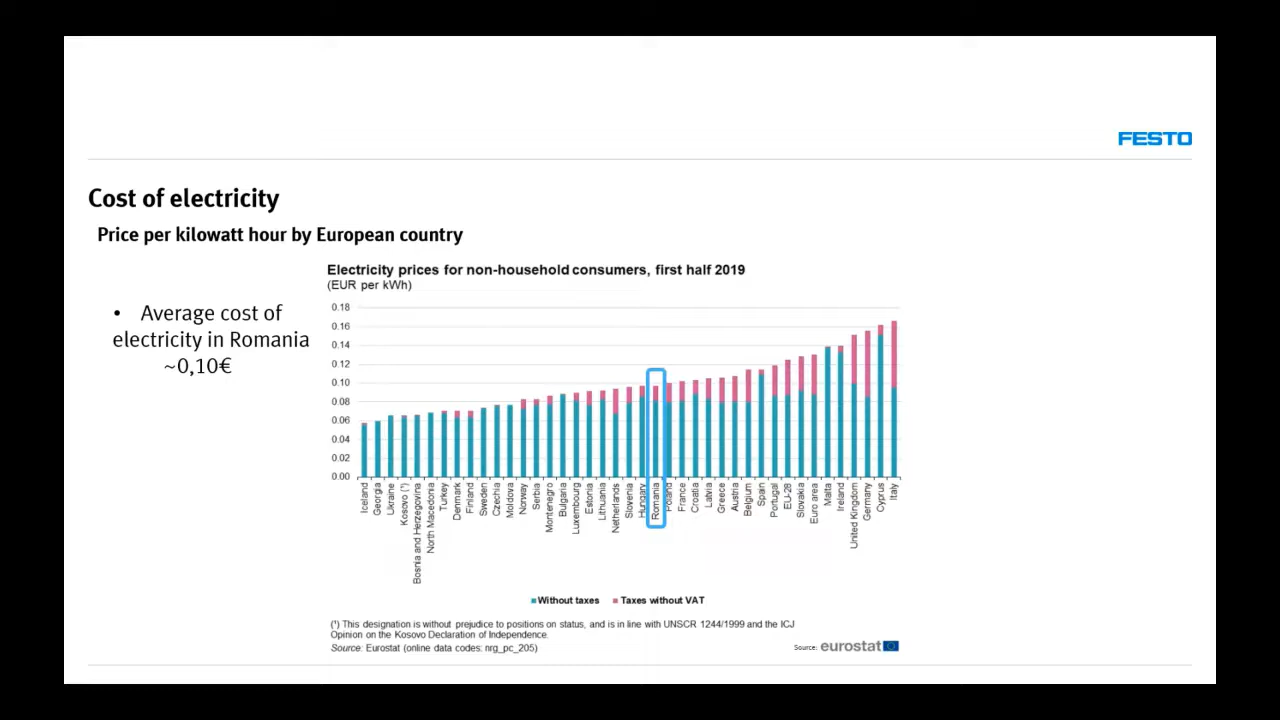 FESTO
Cost of electricity
Price per kilowatt hour by European country
• Average cost of
electricity in Romania
~0,10€
Electricity prices for non-household consumers, first half 2019
(EUR per kWh)
0.18
0.16
0.14
0.12
0.10
0.08
0.06
0.04
0.02
0.00
Iceland
Georgia
Ukraine
Kosovo (¹)
Bosnia and Herzegovina
North Macedonia
Turkey
Denmark
Finland
Sweden
Czechia
Moldova
Norway
Serbia
Montenegro
Bulgaria
Luxembourg
Estonia
Lithuania
Netherlands
Slovenia
Hungary
Romania
Poland
France
Croatia
Latvia
Greece
Austria
Belgium
Spain
Portugal
EU-28
Slovakia
Euro area
Malta
Ireland
United Kingdom
Germany
Cyprus
Italy
Without taxes
Taxes without VAT
(¹) This designation is without prejudice to positions on status, and is in line with UNSCR 1244/1999 and the ICJ
Opinion on the Kosovo Declaration of Independence.
Source: Eurostat (online data codes: nrg_pc_205)
Source: eurostat